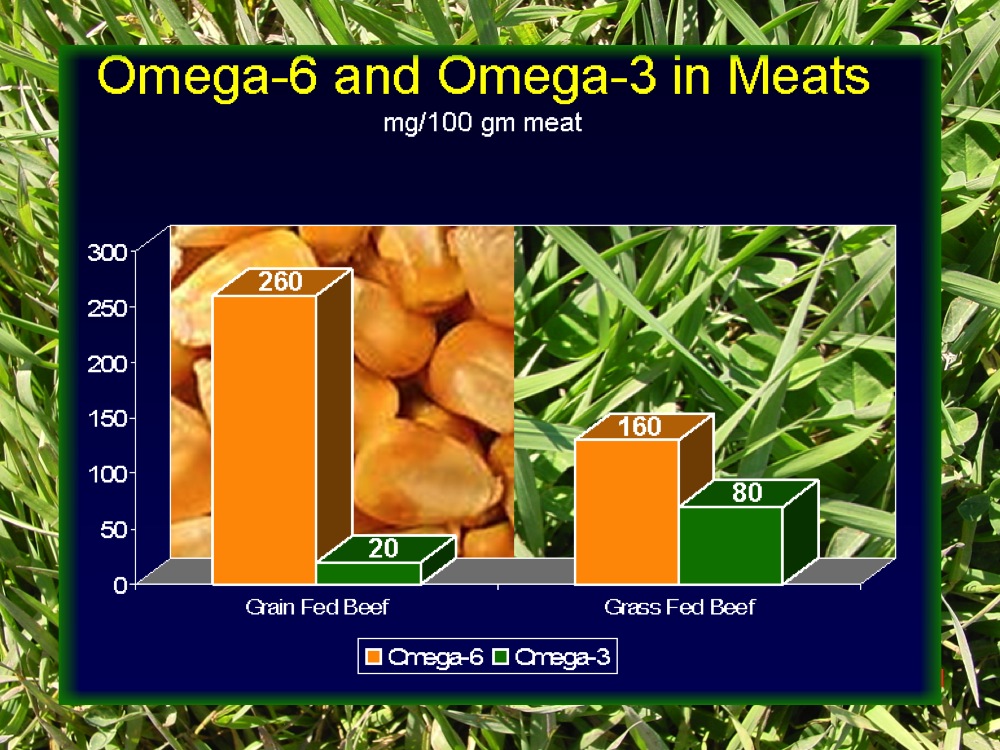 Omega-6 and Omega-3 in Meats
mg/100 gm meat
300
250
200
150
100
50
0
260
20
160
80
Grain Fed Beef
Grass Fed Beef
Omega-6 Omega-3